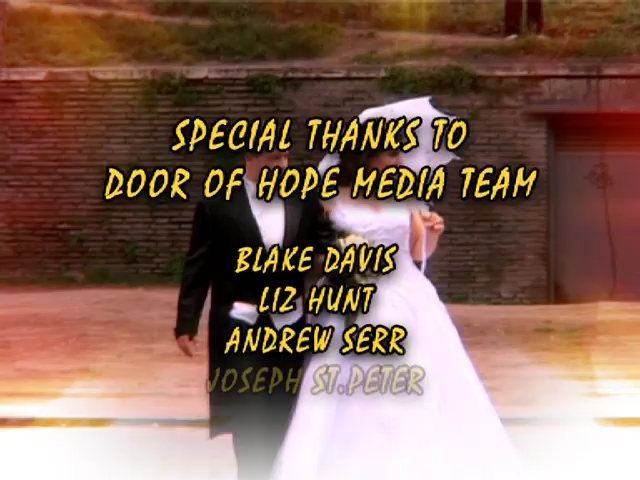 SPECIAL THANKS TO
DOOR OF HOPE MEDIA TEAM
BLAKE DAVIS
LIZ HUNT
ANDREW SERR
JOSEPH ST.PETER